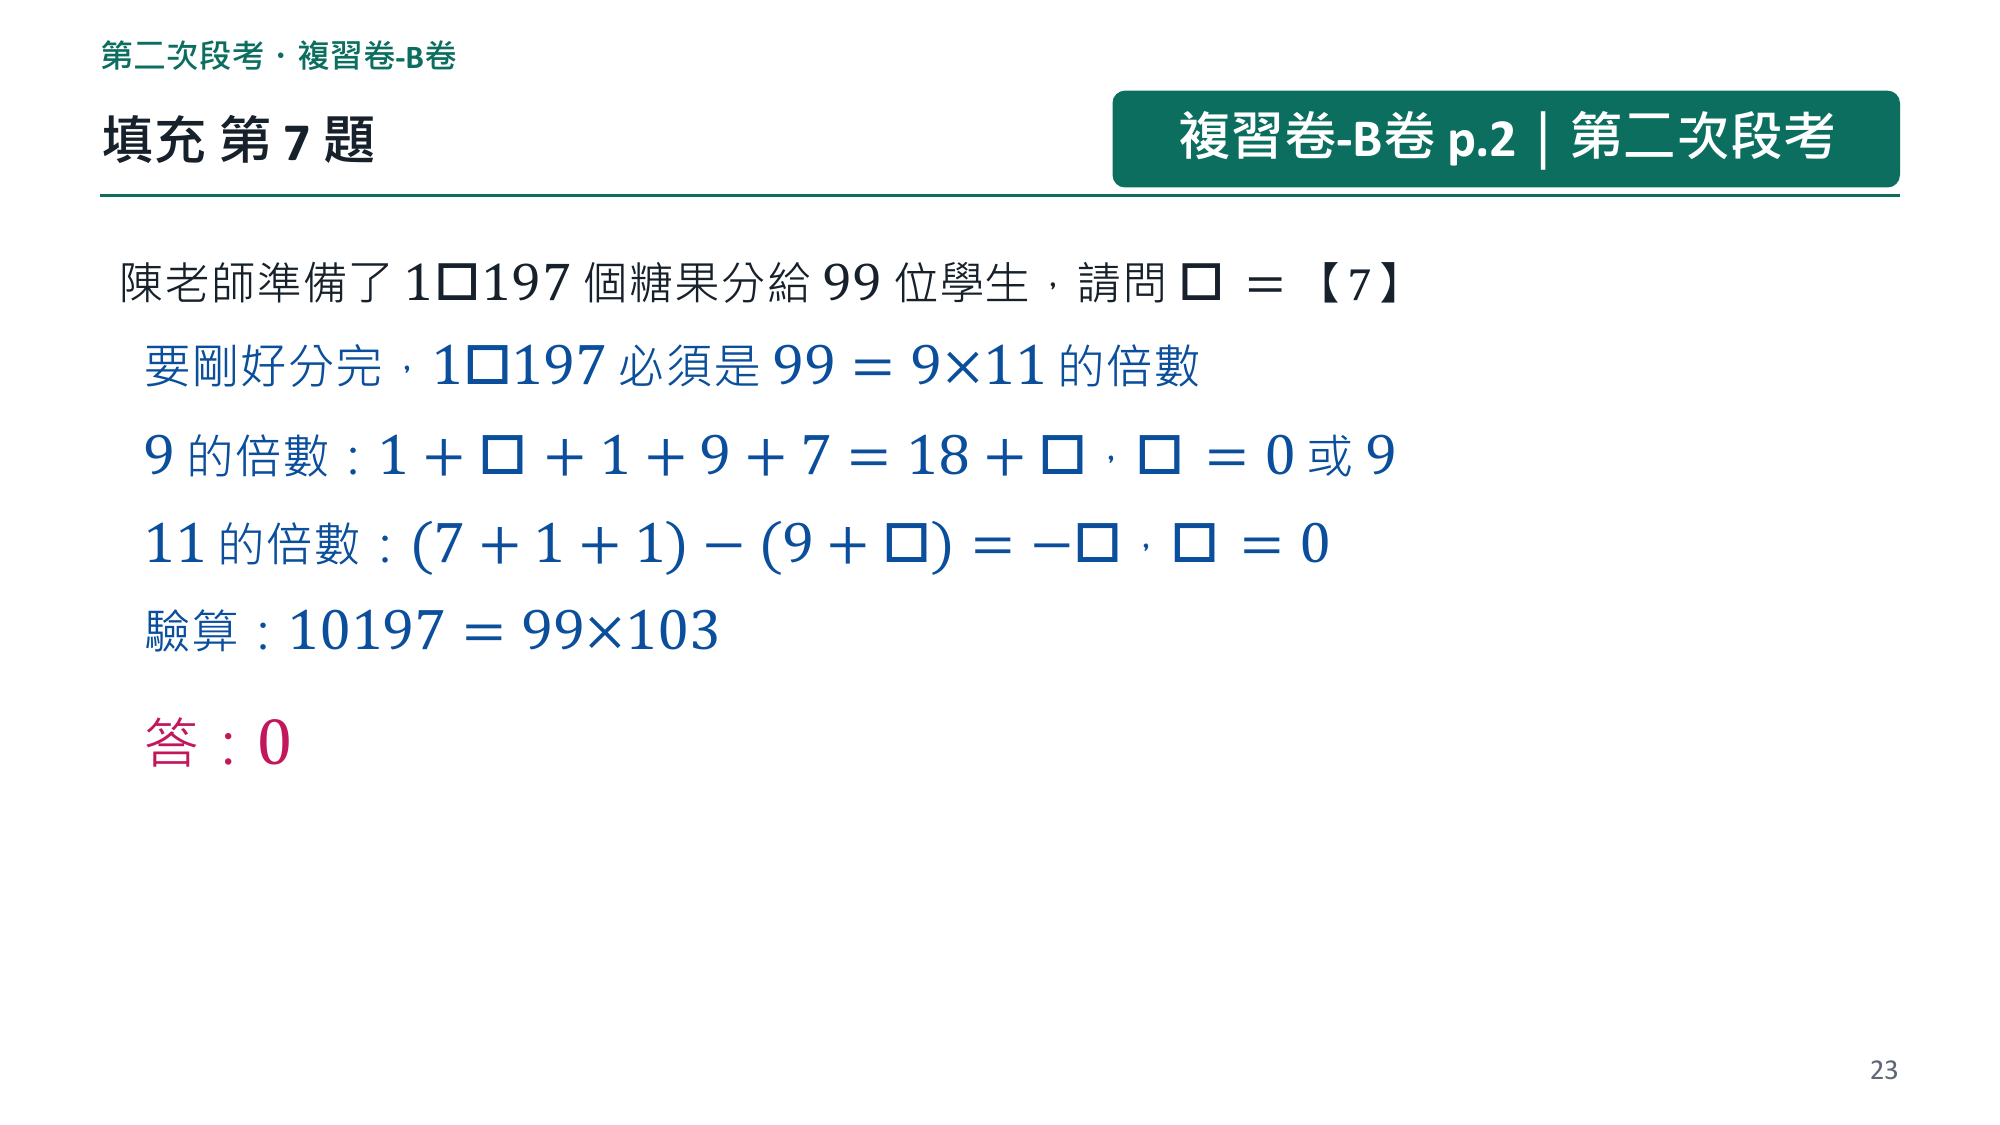 第二次段考・複習卷-B卷
填充 第 7 題
複習卷-B卷 p.2｜第二次段考
陳老師準備了 1□197 個糖果分給 99 位學生，請問 □ = 【7】
要剛好分完，1□197 必須是 99 = 9×11 的倍數
9 的倍數：1 + □ + 1 + 9 + 7 = 18 + □，□ = 0 或 9
11 的倍數：(7 + 1 + 1) − (9 + □) = −□，□ = 0
驗算：10197 = 99×103
答：0
23